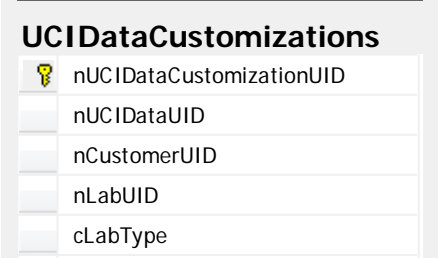 UCIDataCustomizations
nUCIDataCustomizationUID
nUCIDataUID
nCustomerUID
nLabUID
cLabType